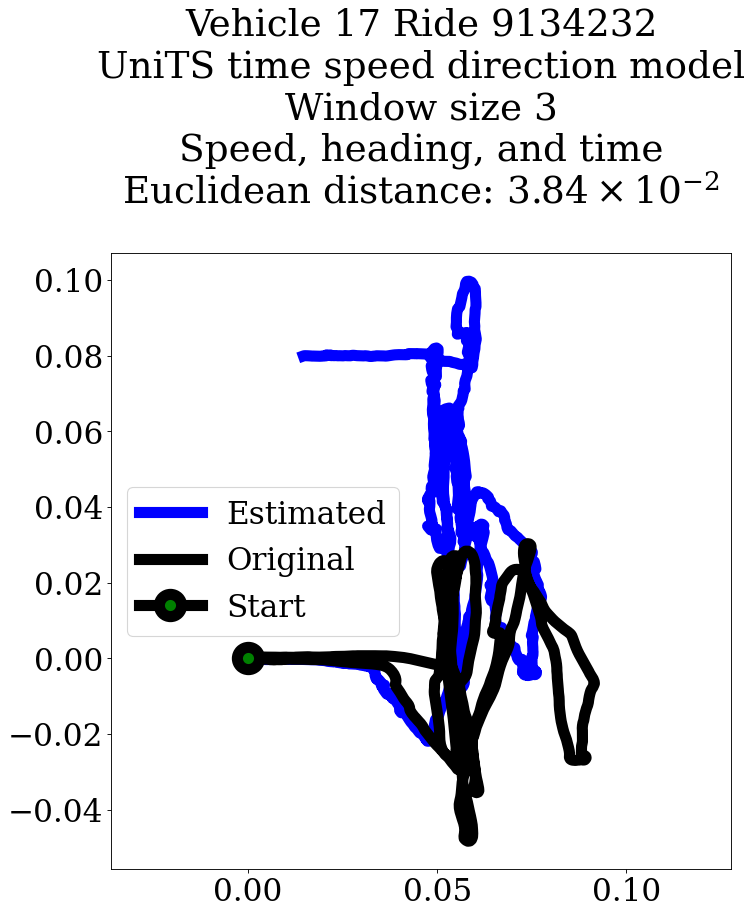 Vehicle 17 Ride 9134232
UniTS time speed direction model
Window size 3
Speed, heading, and time
Euclidean distance: 3.84 × 10⁻²
0.10
0.08
0.06
0.04
0.02
0.00
−0.02
−0.04
Estimated
Original
Start
0.00 0.05 0.10